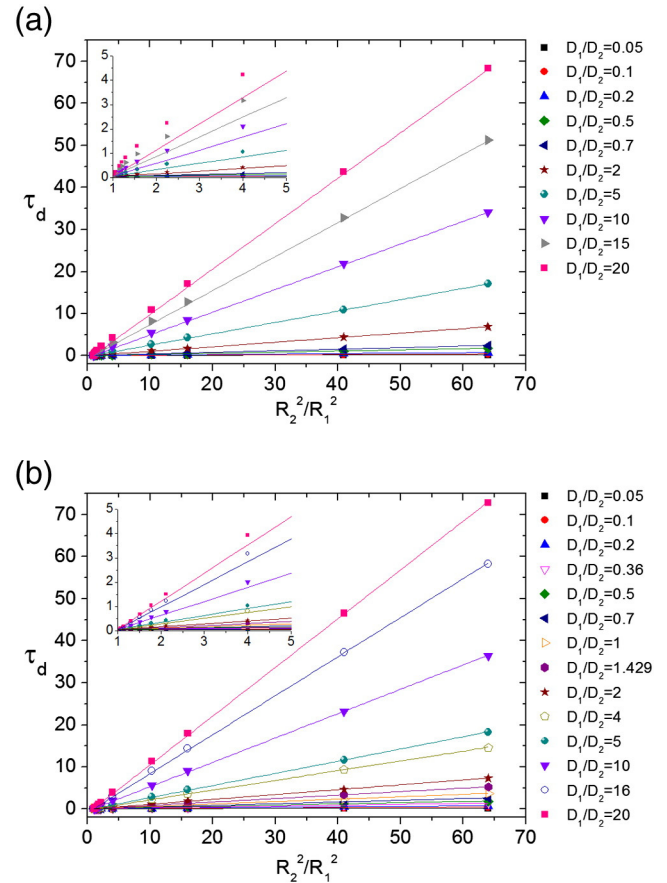 (a)
70
60
50
40
30
20
10
0
τd
5
4
3
2
1
0
1 2 3 4 5
0 10 20 30 40 50 60 70
R₂²/R₁²
D₁/D₂=0.05
D₁/D₂=0.1
D₁/D₂=0.2
D₁/D₂=0.5
D₁/D₂=0.7
D₁/D₂=2
D₁/D₂=5
D₁/D₂=10
D₁/D₂=15
D₁/D₂=20
(b)
70
60
50
40
30
20
10
0
τd
5
4
3
2
1
0
1 2 3 4 5
0 10 20 30 40 50 60 70
R₂²/R₁²
D₁/D₂=0.05
D₁/D₂=0.1
D₁/D₂=0.2
D₁/D₂=0.36
D₁/D₂=0.5
D₁/D₂=0.7
D₁/D₂=1
D₁/D₂=1.429
D₁/D₂=2
D₁/D₂=4
D₁/D₂=5
D₁/D₂=10
D₁/D₂=16
D₁/D₂=20